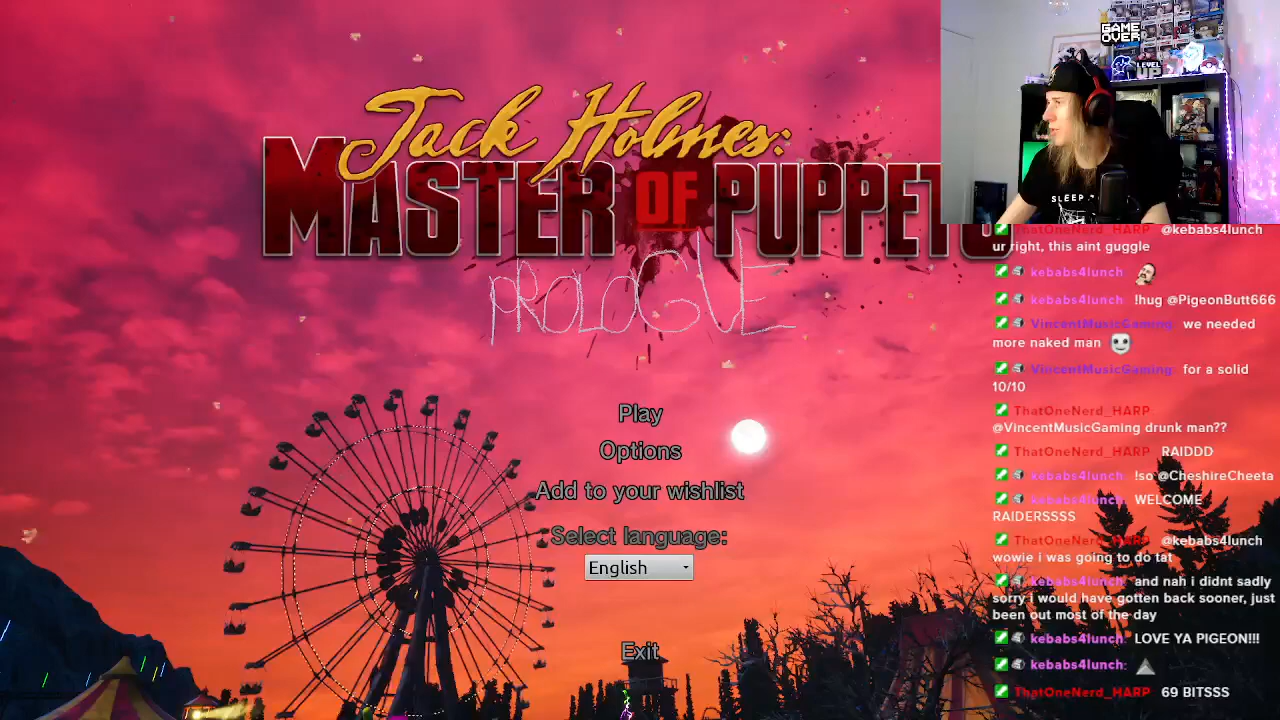 Jack Holmes:
MASTER OF PUPPETS
PROLOGUE
Play
Options
Add to your wishlist
Select language:
English
Exit
GAME
OVER
LEVEL
UP
SLEEP
ThatOneNerd_HARP @kebabs4lunch
ur right, this aint guggle
kebabs4lunch
kebabs4lunch !hug @PigeonButt666
VincentMusicGaming: we needed
more naked man
VincentMusicGaming: for a solid
10/10
ThatOneNerd_HARP
@VincentMusicGaming drunk man??
ThatOneNerd_HARP RAIDDD
kebabs4lunch !so @CheshireCheeta
kebabs4lunch WELCOME
RAIDERSSSS
ThatOneNerd_HARP @kebabs4lunch
wowie i was going to do tat
kebabs4lunch and nah i didnt sadly
sorry i would have gotten back sooner, just
been out most of the day
kebabs4lunch: LOVE YA PIGEON!!!
kebabs4lunch:
ThatOneNerd_HARP 69 BITSSS